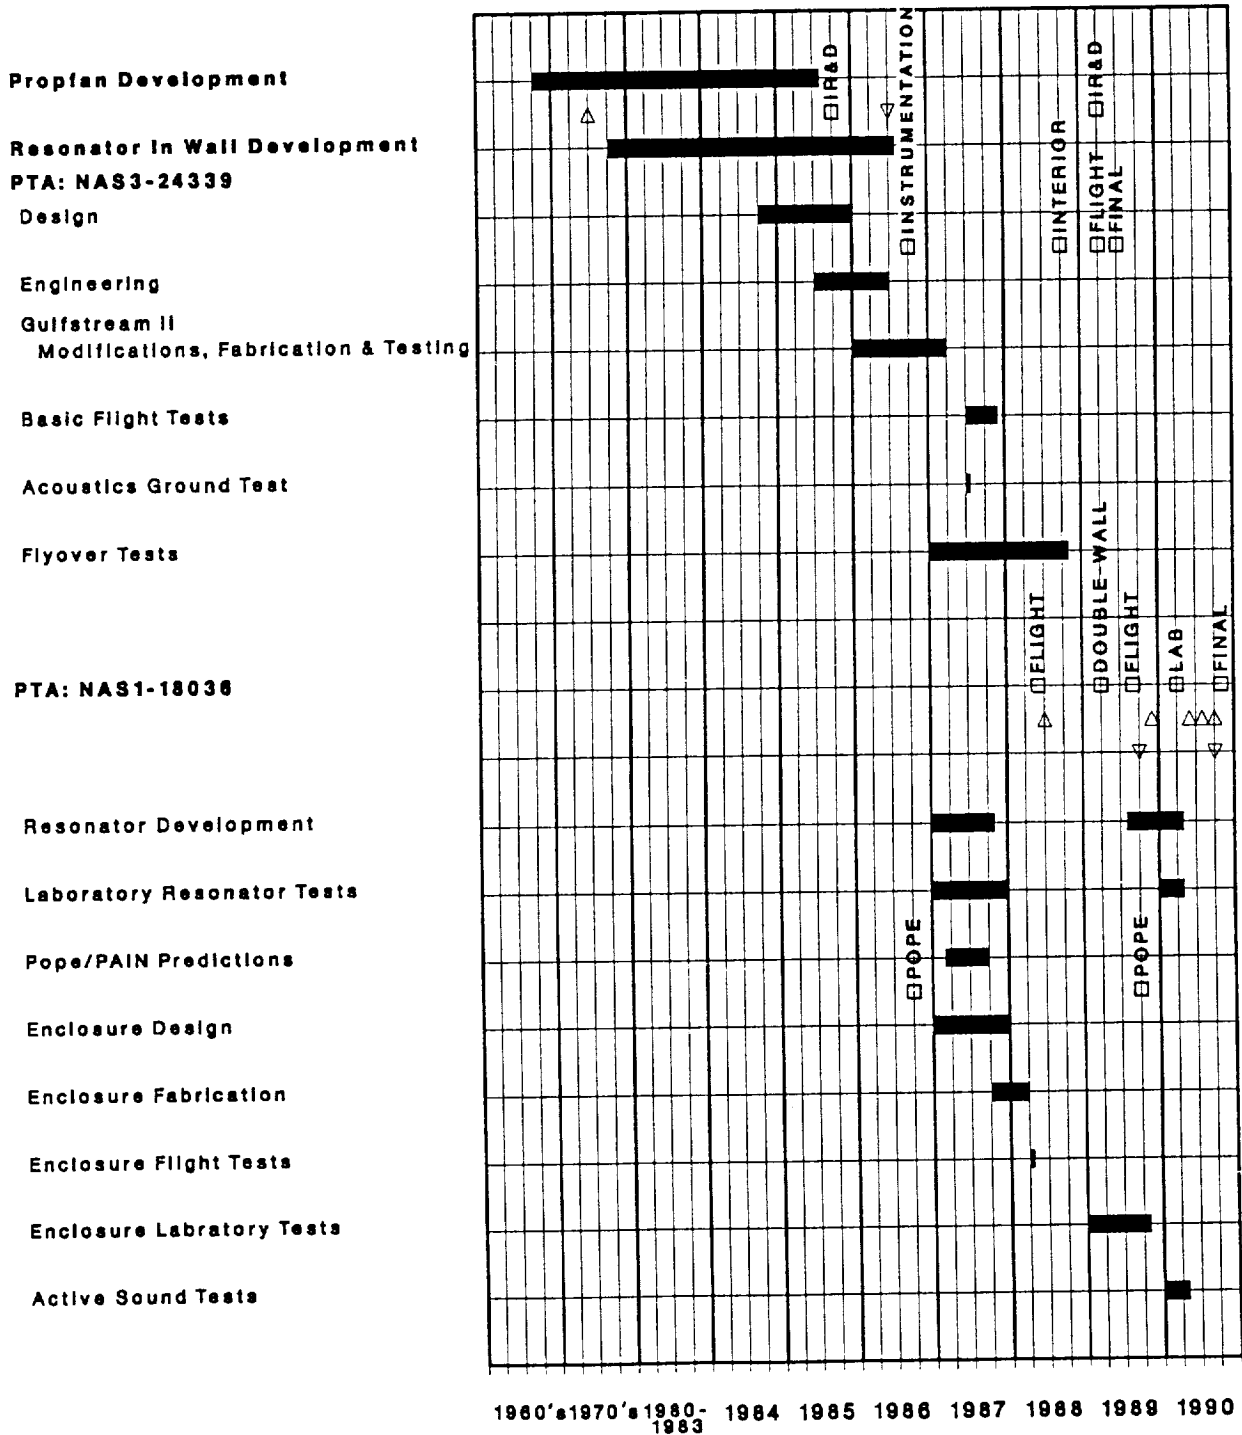 Propfan Development
Resonator in Wall Development
PTA: NAS3-24339
Design
Engineering
Gulfstream II
Modifications, Fabrication & Testing
Basic Flight Tests
Acoustics Ground Test
Flyover Tests
PTA: NAS1-18036
Resonator Development
Laboratory Resonator Tests
Pope/PAIN Predictions
Enclosure Design
Enclosure Fabrication
Enclosure Flight Tests
Enclosure Labratory Tests
Active Sound Tests
IR&D
INSTRUMENTATION
INTERIOR
IR&D
FLIGHT
FINAL
FLIGHT
DOUBLE-WALL
FLIGHT
LAB
FINAL
POPE
POPE
1960's 1970's 1980-1983 1984 1985 1986 1987 1988 1989 1990